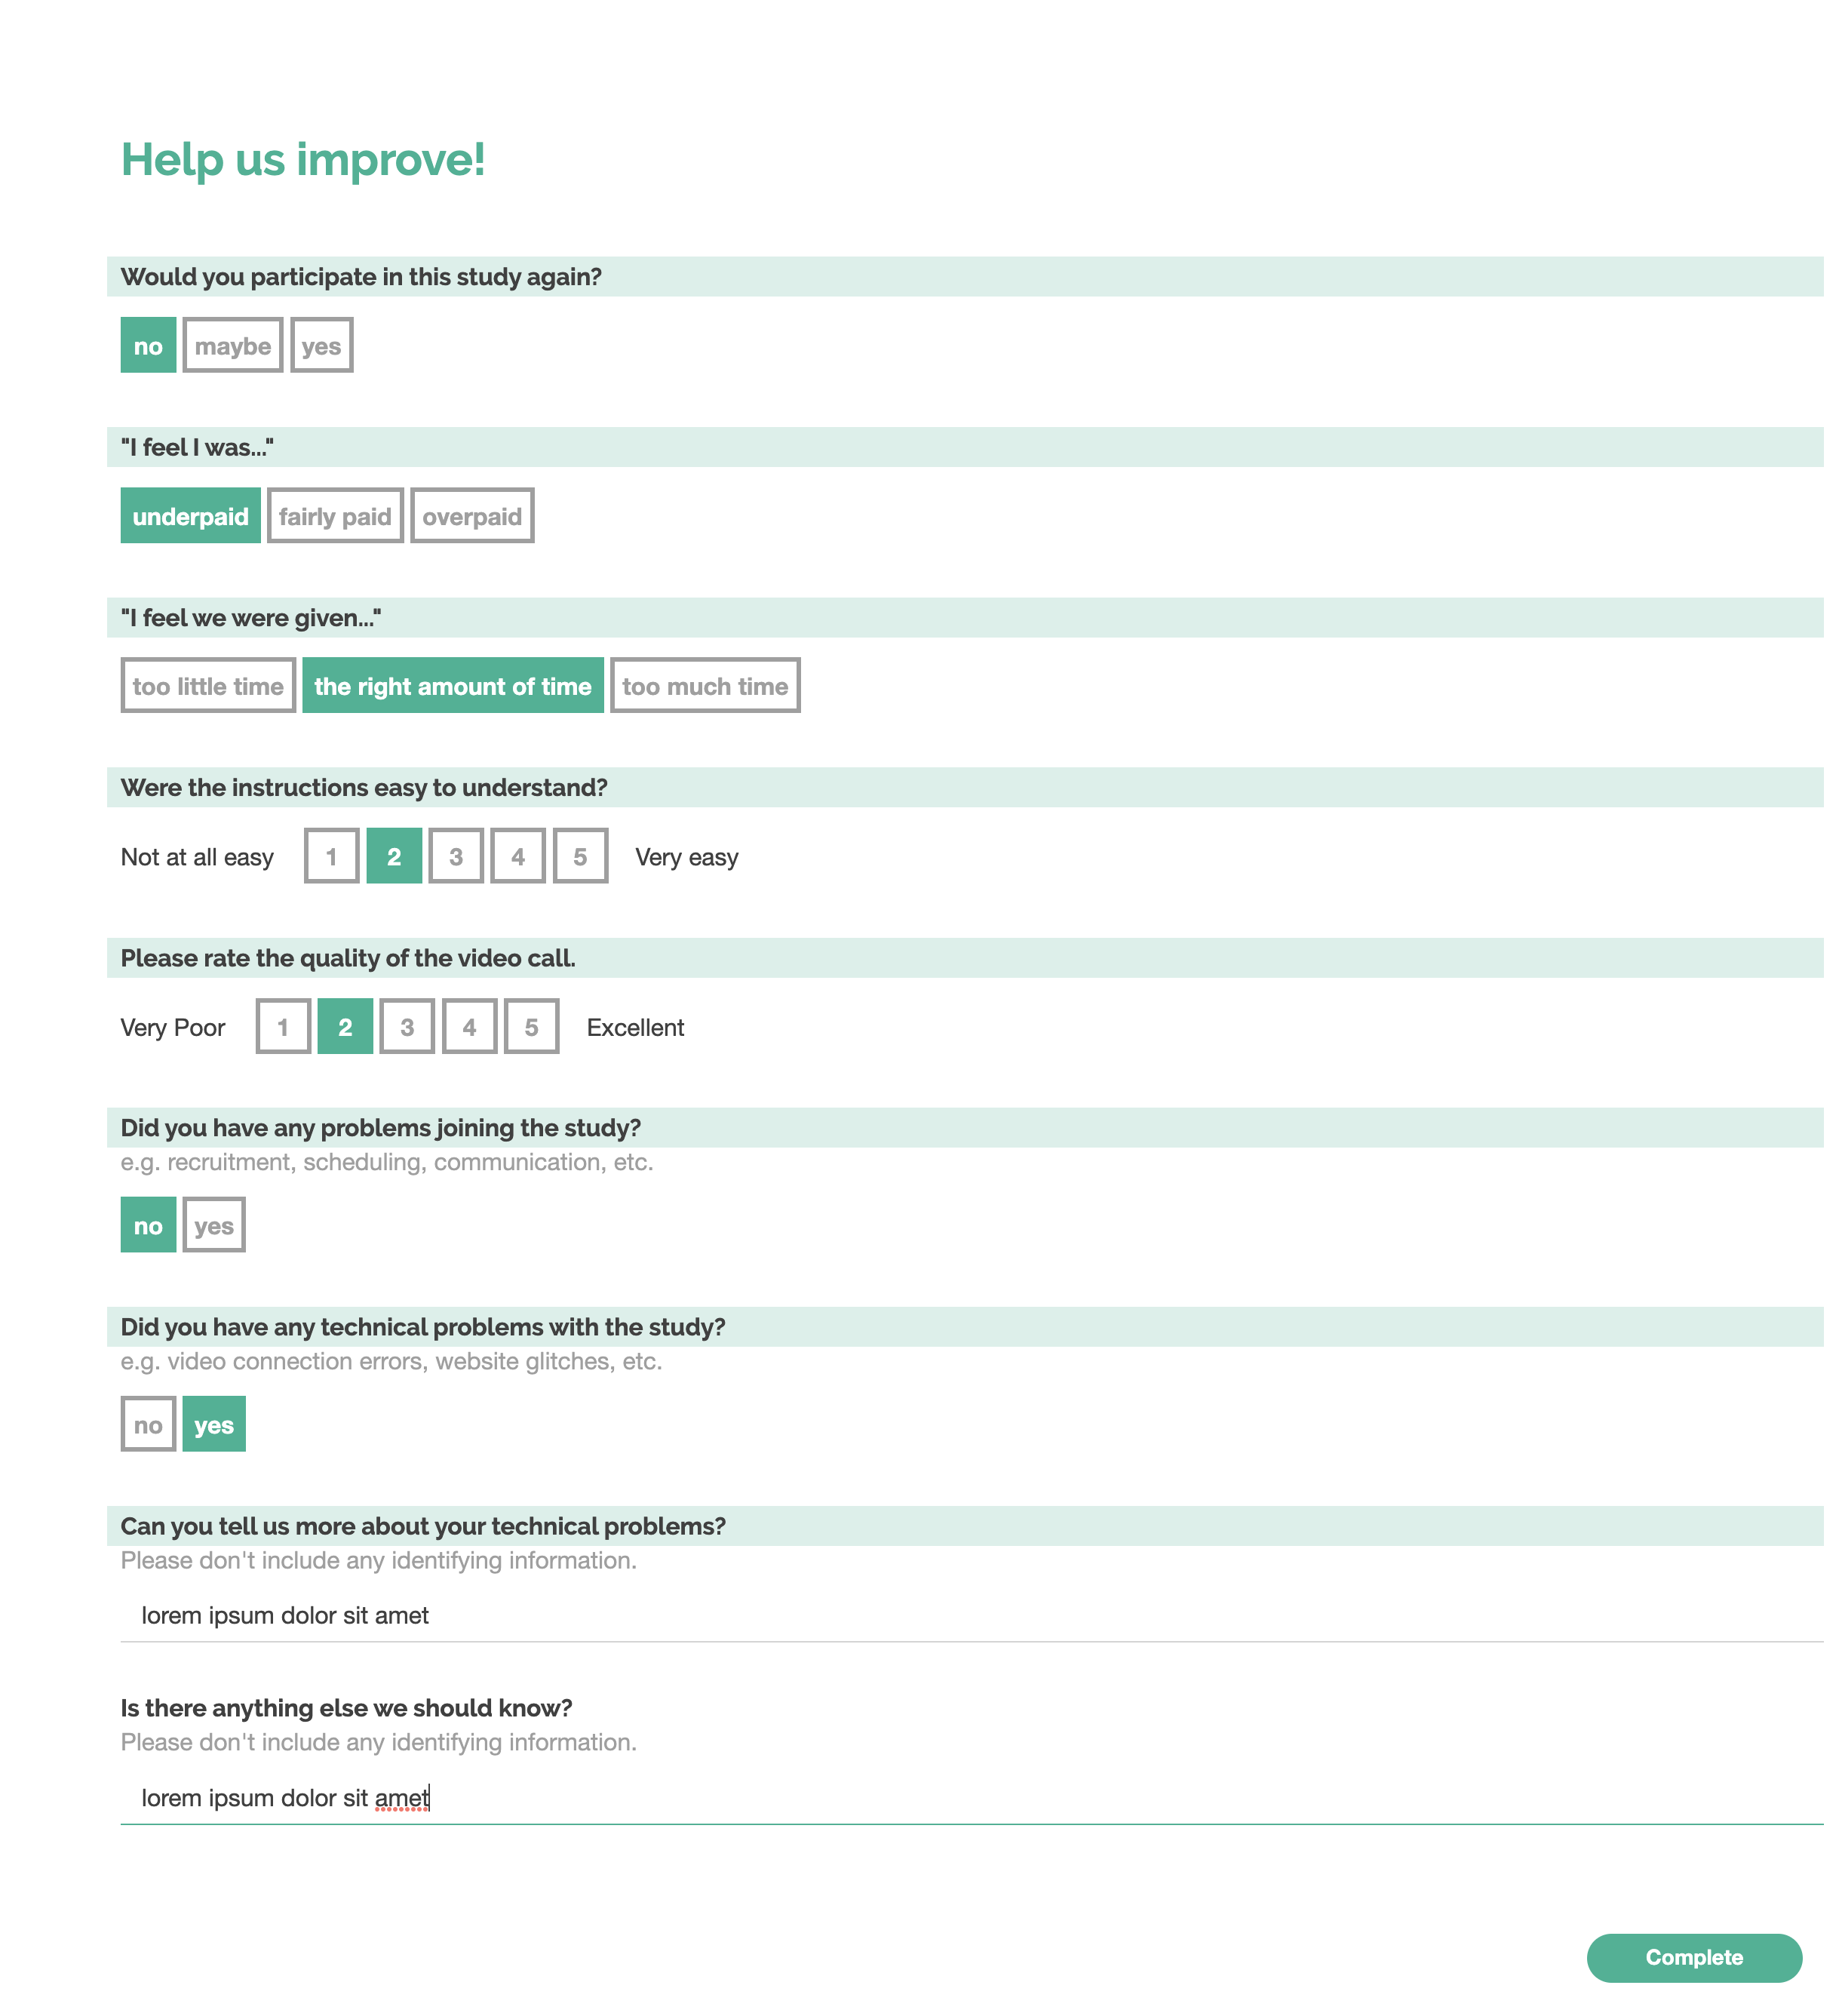 Help us improve!
Would you participate in this study again?
no maybe yes
"I feel I was..."
underpaid fairly paid overpaid
"I feel we were given..."
too little time the right amount of time too much time
Were the instructions easy to understand?
Not at all easy 1 2 3 4 5 Very easy
Please rate the quality of the video call.
Very Poor 1 2 3 4 5 Excellent
Did you have any problems joining the study?
e.g. recruitment, scheduling, communication, etc.
no yes
Did you have any technical problems with the study?
e.g. video connection errors, website glitches, etc.
no yes
Can you tell us more about your technical problems?
Please don't include any identifying information.
lorem ipsum dolor sit amet
Is there anything else we should know?
Please don't include any identifying information.
lorem ipsum dolor sit amet
Complete